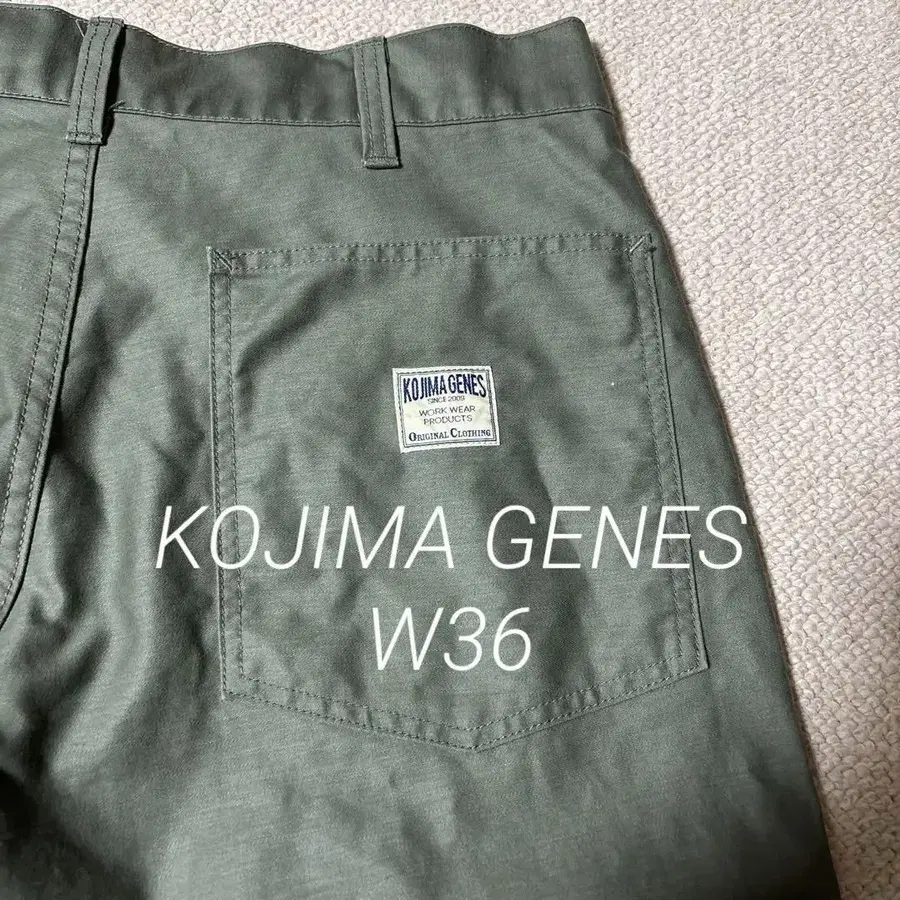 KOJIMA GENES
SINCE 2009
WORK WEAR
PRODUCTS
ORIGINAL CLOTHING
KOJIMA GENES
W36